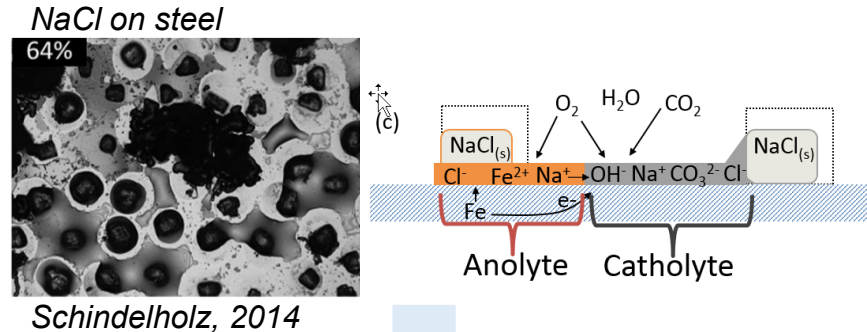 NaCl on steel
64%
Schindelholz, 2014
(c)
O₂
H₂O
CO₂
NaCl(s)
NaCl(s)
Cl⁻ Fe²⁺ Na⁺ OH⁻ Na⁺ CO₃²⁻ Cl⁻
Fe
e-
Anolyte
Catholyte